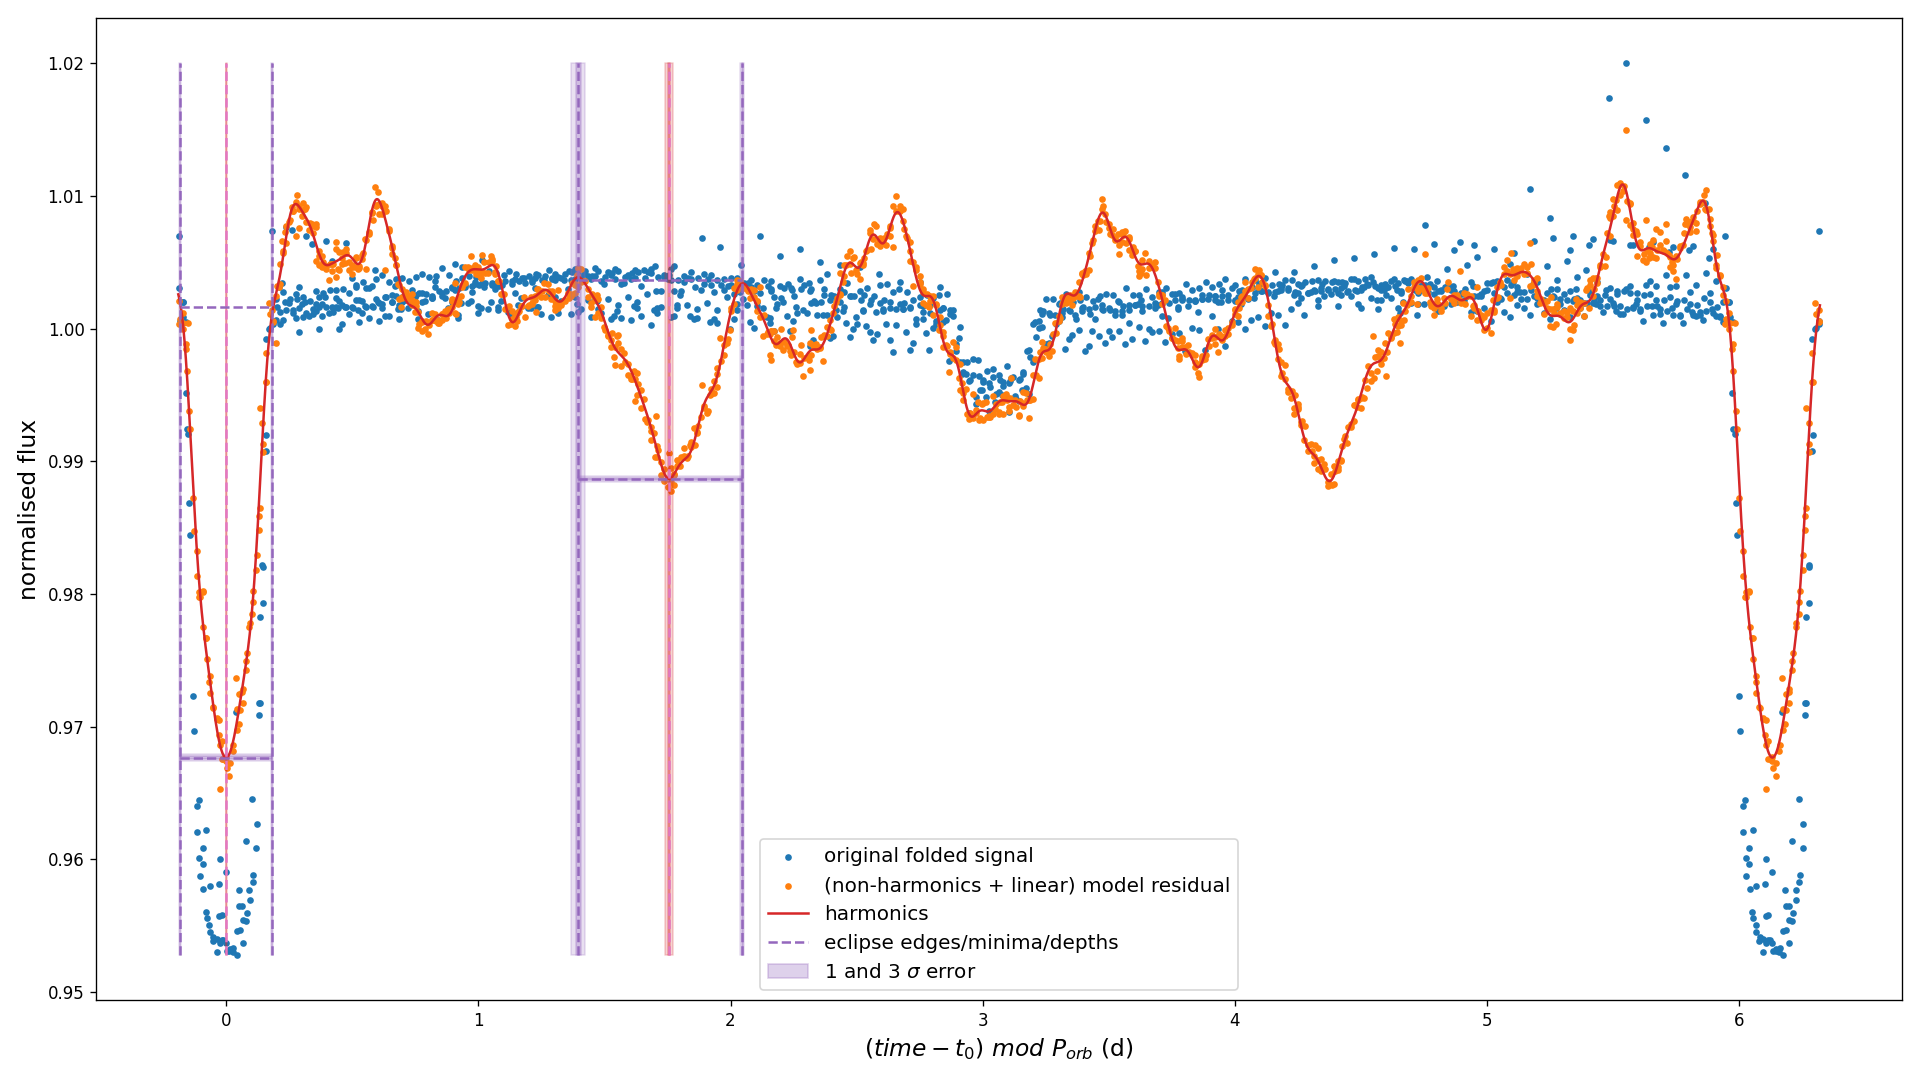 1.02
1.01
1.00
0.99
0.98
0.97
0.96
0.95
normalised flux
original folded signal
(non-harmonics + linear) model residual
harmonics
eclipse edges/minima/depths
1 and 3 σ error
0 1 2 3 4 5 6
(time − t₀) mod P_orb (d)